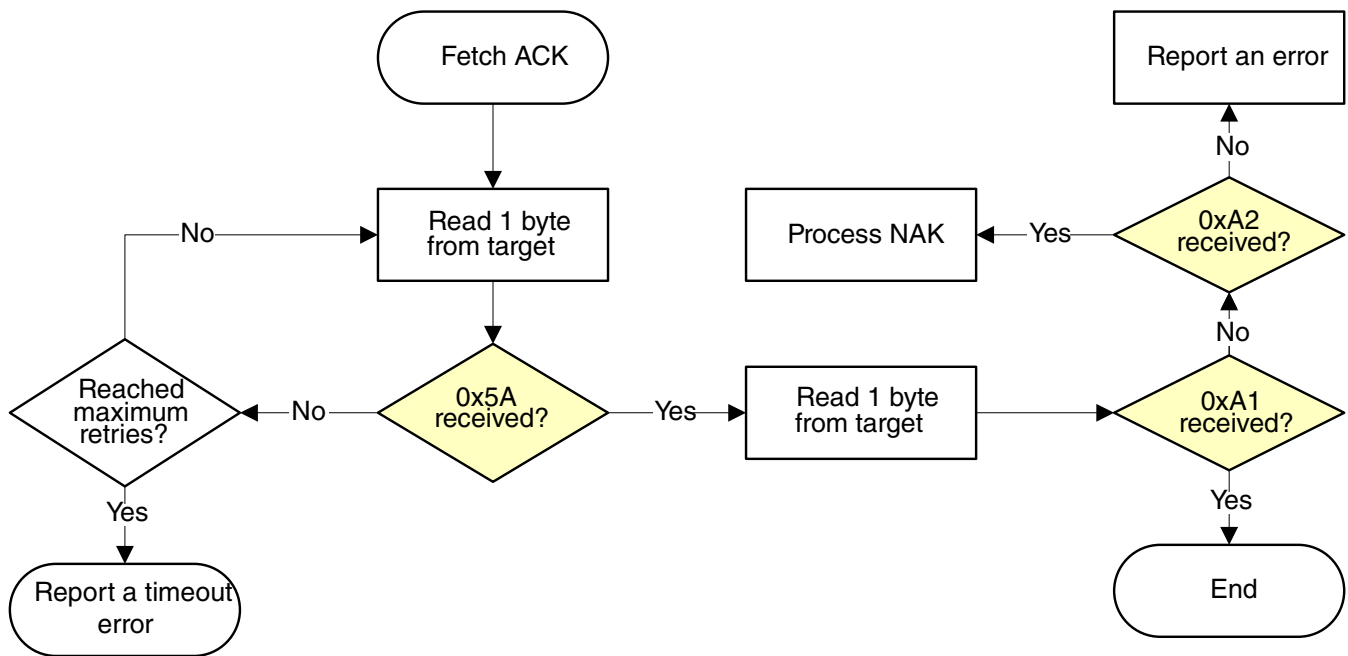 Fetch ACK
Report an error
No
Read 1 byte
from target
No
Process NAK
Yes
0xA2
received?
No
Reached
maximum
retries?
No
0x5A
received?
Yes
Read 1 byte
from target
0xA1
received?
Yes
Yes
Report a timeout
error
End